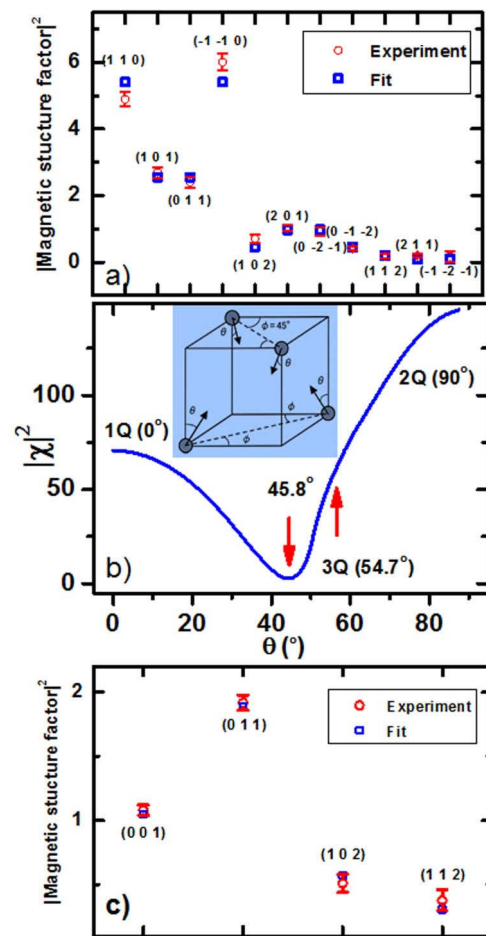 |Magnetic stucture factor|²
6
4
2
0
(1 1 0)
(-1 -1 0)
Experiment
Fit
(1 0 1)
(0 1 1)
(1 0 2)
(2 0 1)
(0 -2 -1)
(0 -1 -2)
(1 1 2)
(2 1 1)
(-1 -2 -1)
a)
|χ|²
100
50
0
θ
ϕ=45°
θ
θ
ϕ
θ
ϕ
1Q (0°)
2Q (90°)
45.8°
3Q (54.7°)
b)
0 20 40 60 80
θ (°)
|Magnetic stucture factor|²
2
1
Experiment
Fit
(0 0 1)
(0 1 1)
(1 0 2)
(1 1 2)
c)